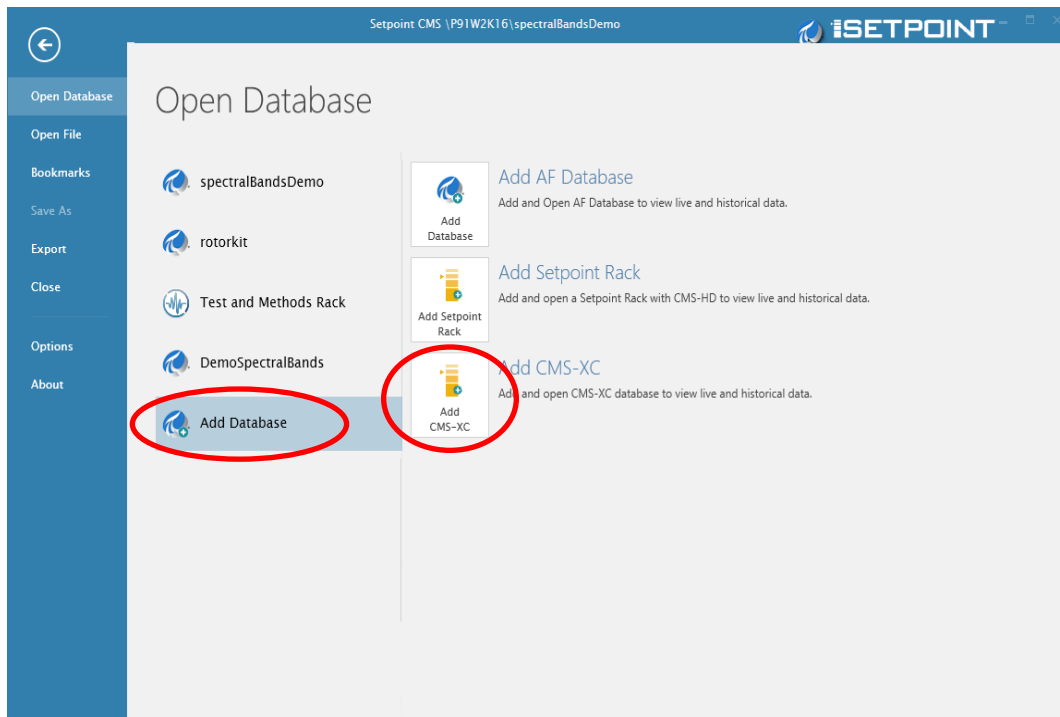 Setpoint CMS \P91W2K16\spectralBandsDemo
SETPOINT
Open Database
Open File
Bookmarks
Save As
Export
Close
Options
About
Open Database
spectralBandsDemo
rotorkit
Test and Methods Rack
DemoSpectralBands
Add Database
Add
Database
Add AF Database
Add and Open AF Database to view live and historical data.
Add Setpoint
Rack
Add Setpoint Rack
Add and open a Setpoint Rack with CMS-HD to view live and historical data.
Add
CMS-XC
Add CMS-XC
Add and open CMS-XC database to view live and historical data.